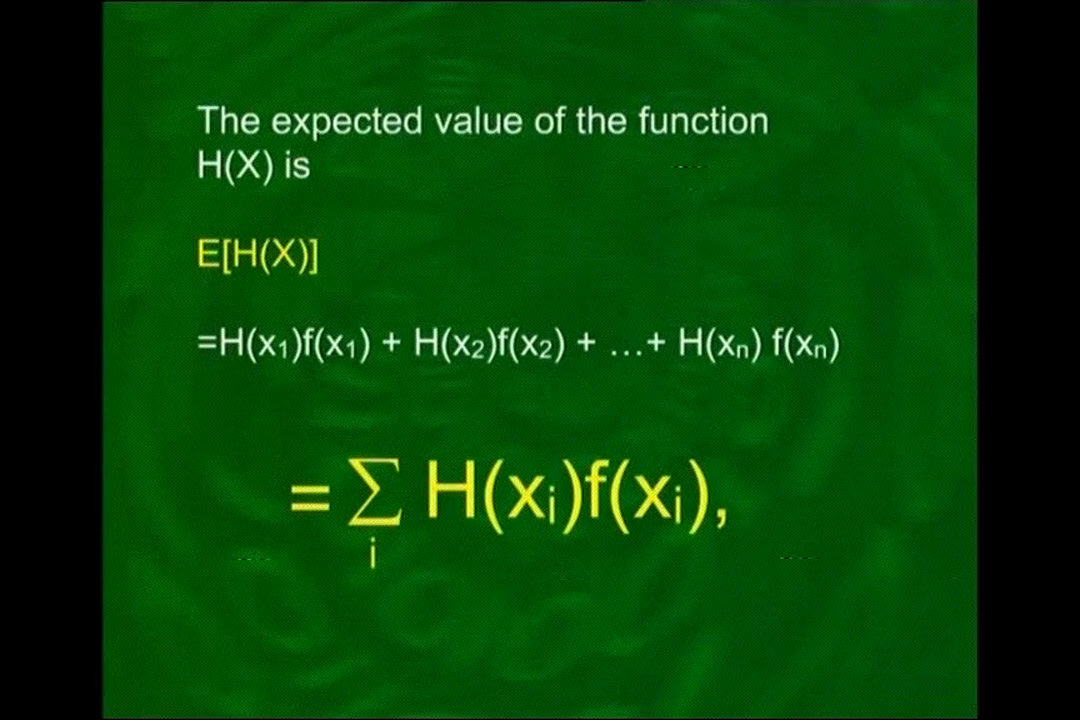 The expected value of the function
H(X) is
E[H(X)]
=H(x₁)f(x₁) + H(x₂)f(x₂) + …+ H(xₙ) f(xₙ)
= ∑ H(xᵢ)f(xᵢ),
i